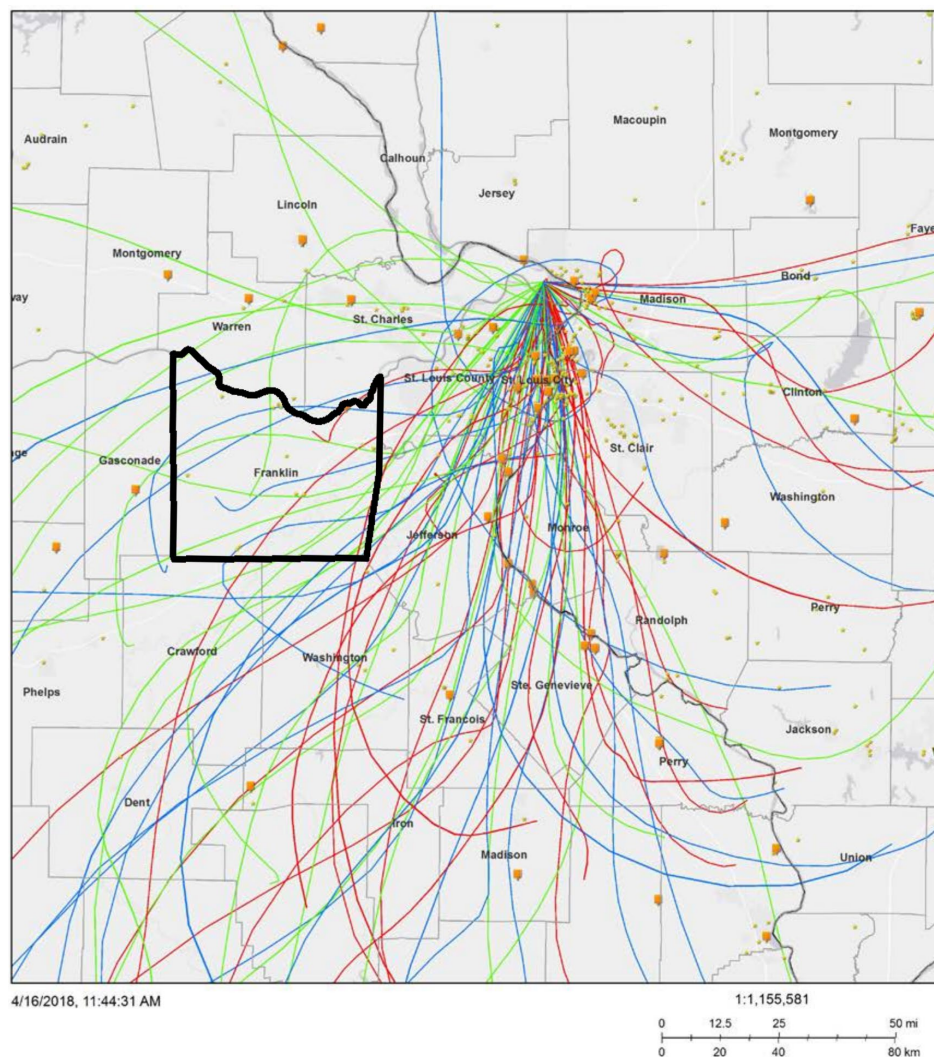 Audrain
Macoupin
Montgomery
Calhoun
Jersey
Lincoln
Faye
Montgomery
Bond
way
Madison
St. Charles
Warren
St. Louis County
St. Louis City
Clinton
St. Clair
ge
Gasconade
Franklin
Washington
Jefferson
Monroe
Perry
Randolph
Crawford
Washington
Phelps
Ste. Genevieve
St. Francois
Jackson
Perry
Dent
Iron
Madison
Union
4/16/2018, 11:44:31 AM
1:1,155,581
0 12.5 25 50 mi
0 20 40 80 km